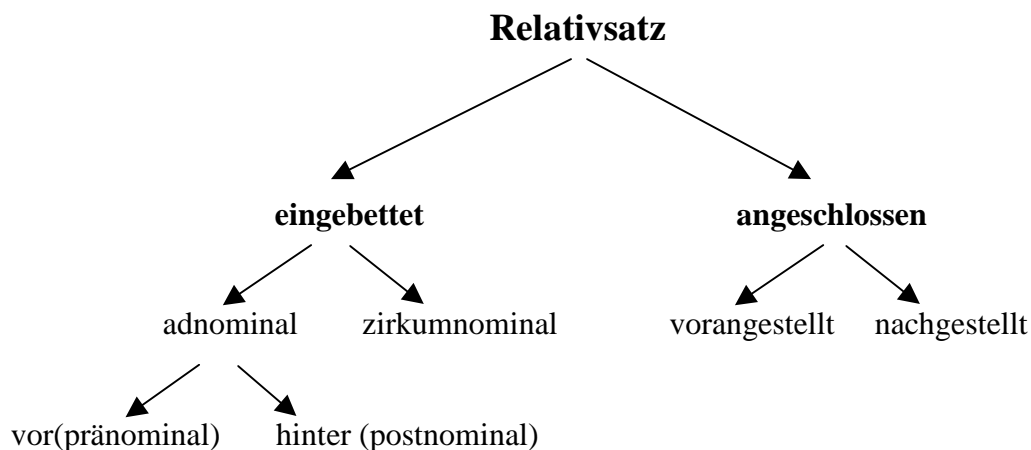 Relativsatz
eingebettet angeschlossen
adnominal zirkumnominal vorangestellt nachgestellt
vor(pränominal) hinter (postnominal)